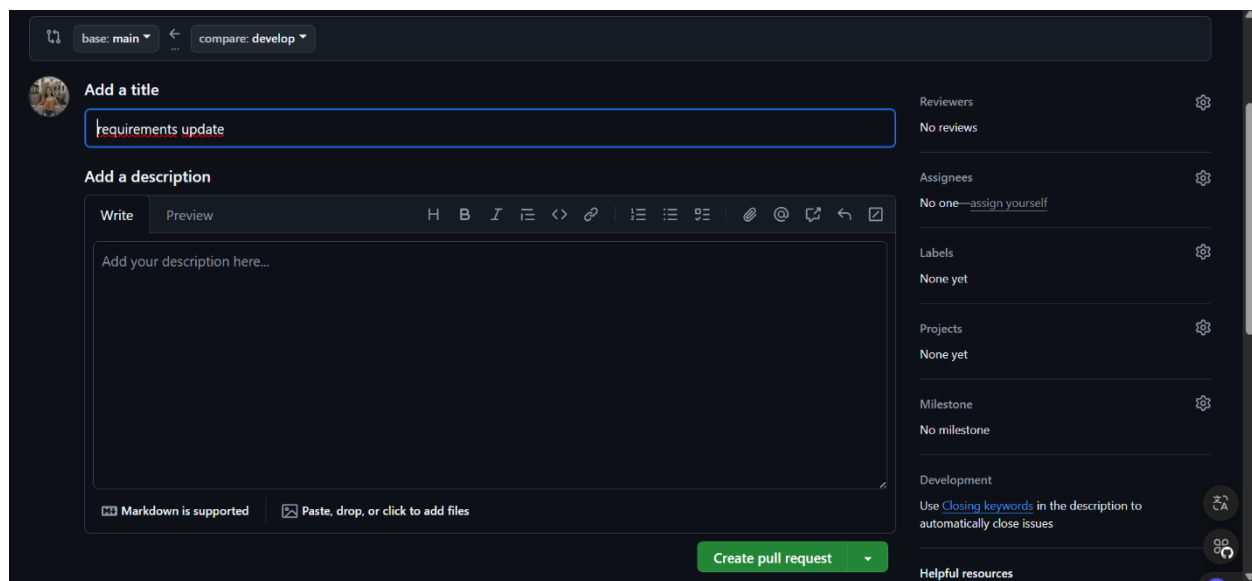 base: main
compare: develop
...
Add a title
requirements update
Add a description
Write Preview
Add your description here...
Markdown is supported
Paste, drop, or click to add files
Create pull request
Reviewers
No reviews
Assignees
No one—assign yourself
Labels
None yet
Projects
None yet
Milestone
No milestone
Development
Use Closing keywords in the description to
automatically close issues
Helpful resources